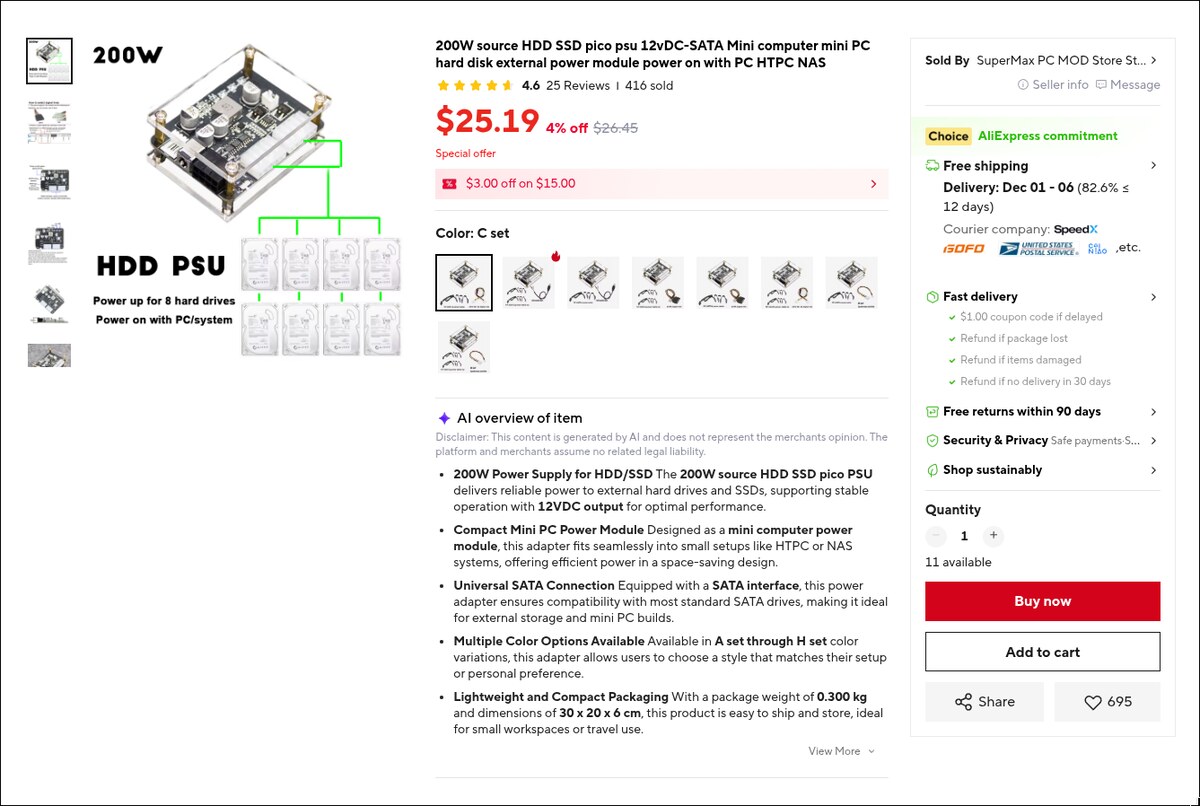 200W
HDD PSU
Power up for 8 hard drives
Power on with PC/system
200W source HDD SSD pico psu 12vDC-SATA Mini computer mini PC
hard disk external power module power on with PC HTPC NAS
4.6 25 Reviews I 416 sold
$25.19 4% off $26.45
Special offer
$3.00 off on $15.00
Color: C set
AI overview of item
Disclaimer: This content is generated by AI and does not represent the merchants opinion. The
platform and merchants assume no related legal liability.
• 200W Power Supply for HDD/SSD The 200W source HDD SSD pico PSU
delivers reliable power to external hard drives and SSDs, supporting stable
operation with 12VDC output for optimal performance.
• Compact Mini PC Power Module Designed as a mini computer power
module, this adapter fits seamlessly into small setups like HTPC or NAS
systems, offering efficient power in a space-saving design.
• Universal SATA Connection Equipped with a SATA interface, this power
adapter ensures compatibility with most standard SATA drives, making it ideal
for external storage and mini PC builds.
• Multiple Color Options Available Available in A set through H set color
variations, this adapter allows users to choose a style that matches their setup
or personal preference.
• Lightweight and Compact Packaging With a package weight of 0.300 kg
and dimensions of 30 x 20 x 6 cm, this product is easy to ship and store, ideal
for small workspaces or travel use.
View More
Sold By SuperMax PC MOD Store St...
Seller info Message
Choice AliExpress commitment
Free shipping
Delivery: Dec 01 - 06 (82.6% ≤
12 days)
Courier company: SpeedX
GOFO UNITED STATES POSTAL SERVICE CAINIAO ,etc.
Fast delivery
$1.00 coupon code if delayed
Refund if package lost
Refund if items damaged
Refund if no delivery in 30 days
Free returns within 90 days
Security & Privacy Safe payments·S...
Shop sustainably
Quantity
− 1 +
11 available
Buy now
Add to cart
Share
695